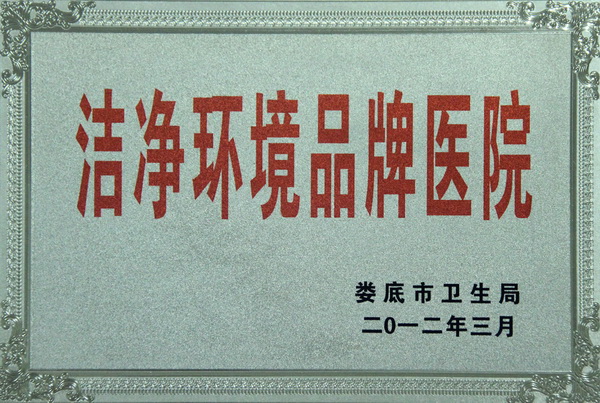 洁净环境品牌医院
娄底市卫生局
二0一二年三月